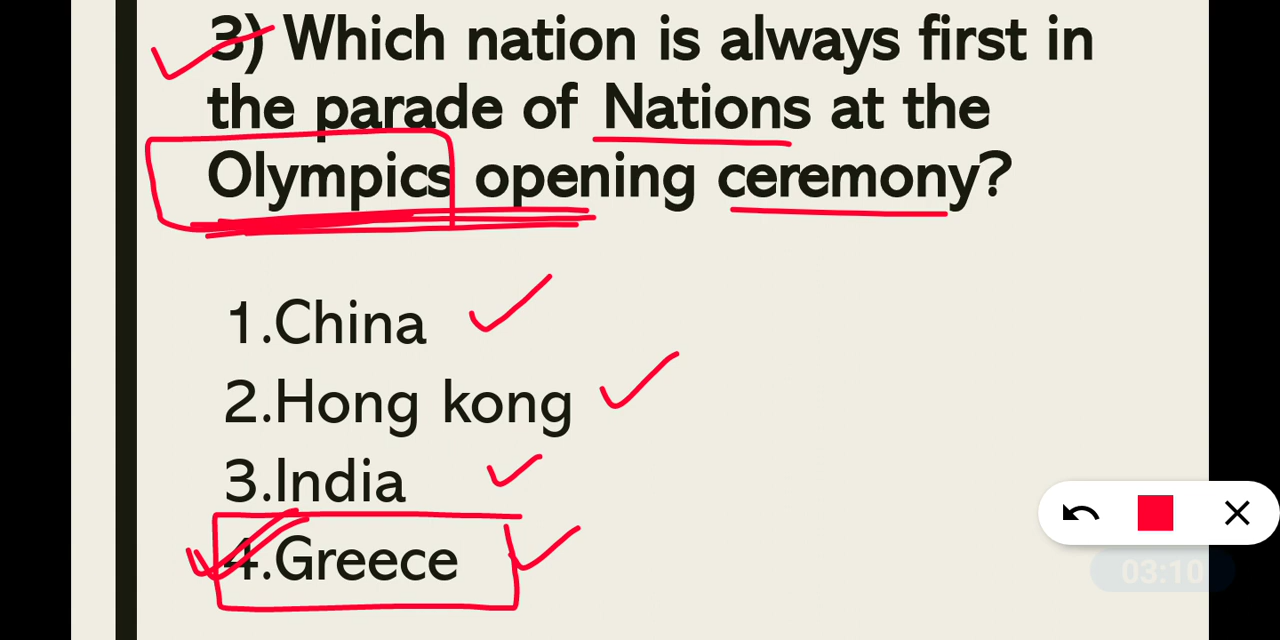 3) Which nation is always first in
the parade of Nations at the
Olympics opening ceremony?
1.China
2.Hong kong
3.India
4.Greece
03:10